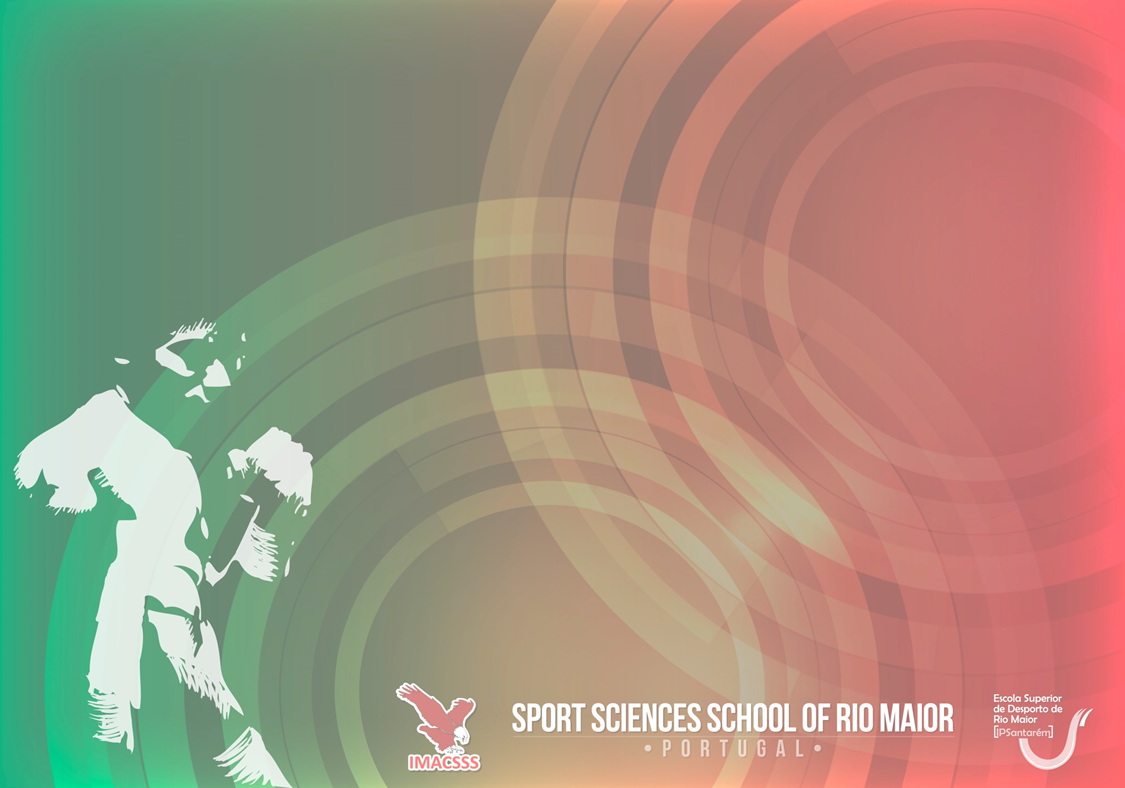 IMACSSS
SPORT SCIENCES SCHOOL OF RIO MAIOR
• PORTUGAL •
Escola Superior
de Desporto de
Rio Maior
[IPSantarém]